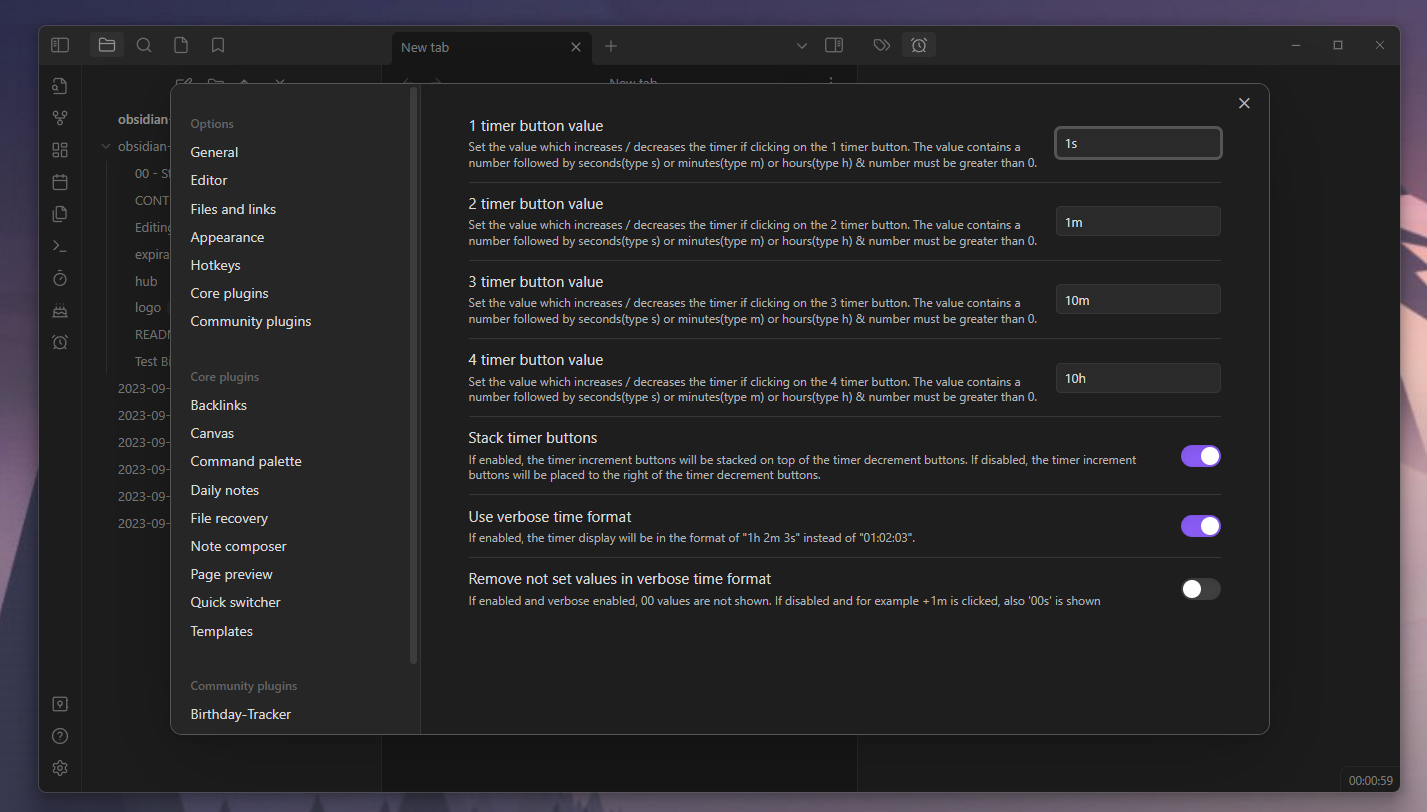 New tab
New tab
obsidian-
obsidian-
00 - St
CONT
Editing
expira
hub
logo
READM
Test Bi
2023-09-
2023-09-
2023-09-
2023-09-
2023-09-
2023-09-
Options
General
Editor
Files and links
Appearance
Hotkeys
Core plugins
Community plugins
Core plugins
Backlinks
Canvas
Command palette
Daily notes
File recovery
Note composer
Page preview
Quick switcher
Templates
Community plugins
Birthday-Tracker
1 timer button value
Set the value which increases / decreases the timer if clicking on the 1 timer button. The value contains a
number followed by seconds(type s) or minutes(type m) or hours(type h) & number must be greater than 0.
1s
2 timer button value
Set the value which increases / decreases the timer if clicking on the 2 timer button. The value contains a
number followed by seconds(type s) or minutes(type m) or hours(type h) & number must be greater than 0.
1m
3 timer button value
Set the value which increases / decreases the timer if clicking on the 3 timer button. The value contains a
number followed by seconds(type s) or minutes(type m) or hours(type h) & number must be greater than 0.
10m
4 timer button value
Set the value which increases / decreases the timer if clicking on the 4 timer button. The value contains a
number followed by seconds(type s) or minutes(type m) or hours(type h) & number must be greater than 0.
10h
Stack timer buttons
If enabled, the timer increment buttons will be stacked on top of the timer decrement buttons. If disabled, the timer increment
buttons will be placed to the right of the timer decrement buttons.
Use verbose time format
If enabled, the timer display will be in the format of "1h 2m 3s" instead of "01:02:03".
Remove not set values in verbose time format
If enabled and verbose enabled, 00 values are not shown. If disabled and for example +1m is clicked, also '00s' is shown
00:00:59